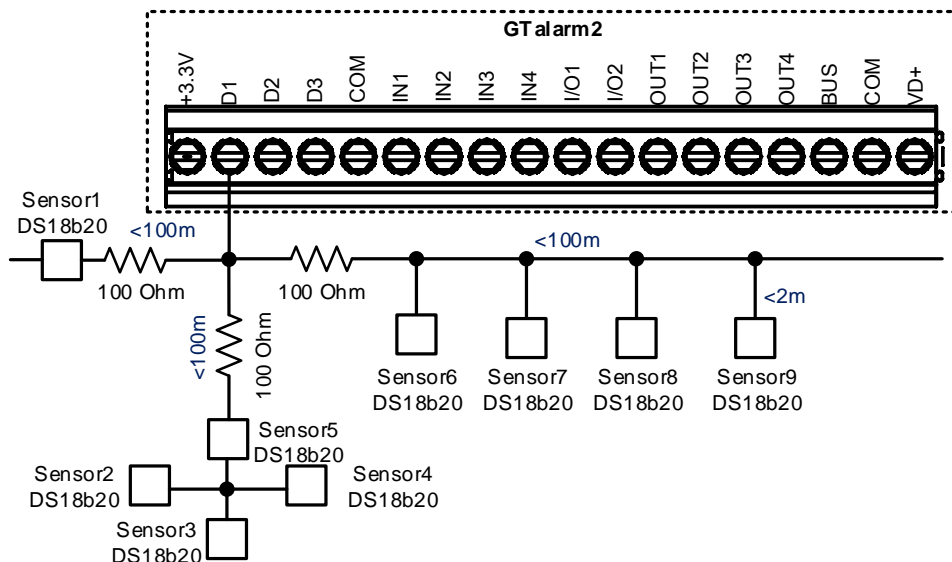 GTalarm2
+3.3V
D1
D2
D3
COM
IN1
IN2
IN3
IN4
I/O1
I/O2
OUT1
OUT2
OUT3
OUT4
BUS
COM
VD+
Sensor1
DS18b20
<100m
100 Ohm
100 Ohm
<100m
<2m
<100m
100 Ohm
Sensor6
DS18b20
Sensor7
DS18b20
Sensor8
DS18b20
Sensor9
DS18b20
Sensor5
DS18b20
Sensor2
DS18b20
Sensor4
DS18b20
Sensor3
DS18b20